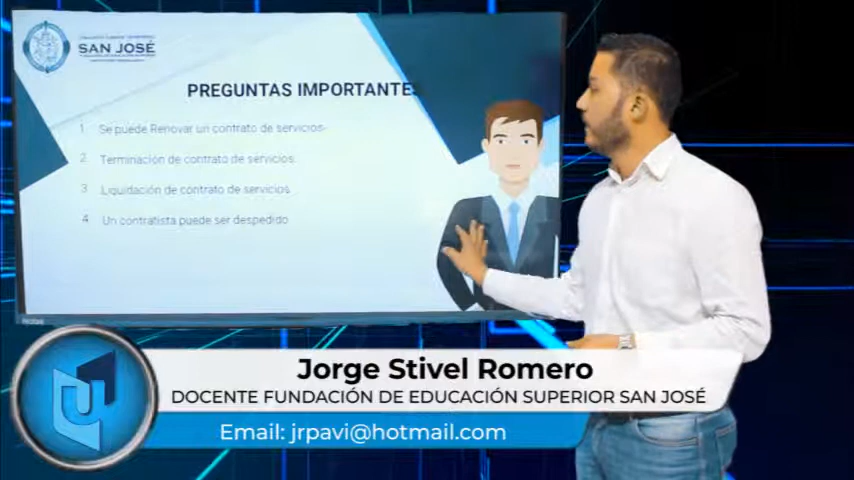 SAN JOSÉ
PREGUNTAS IMPORTANTES
1 Se puede Renovar un contrato de servicios-
2 Terminación de contrato de servicios.
3 Liquidación de contrato de servicios
4 Un contratista puede ser despedido
Jorge Stivel Romero
DOCENTE FUNDACIÓN DE EDUCACIÓN SUPERIOR SAN JOSÉ
Email: jrpavi@hotmail.com